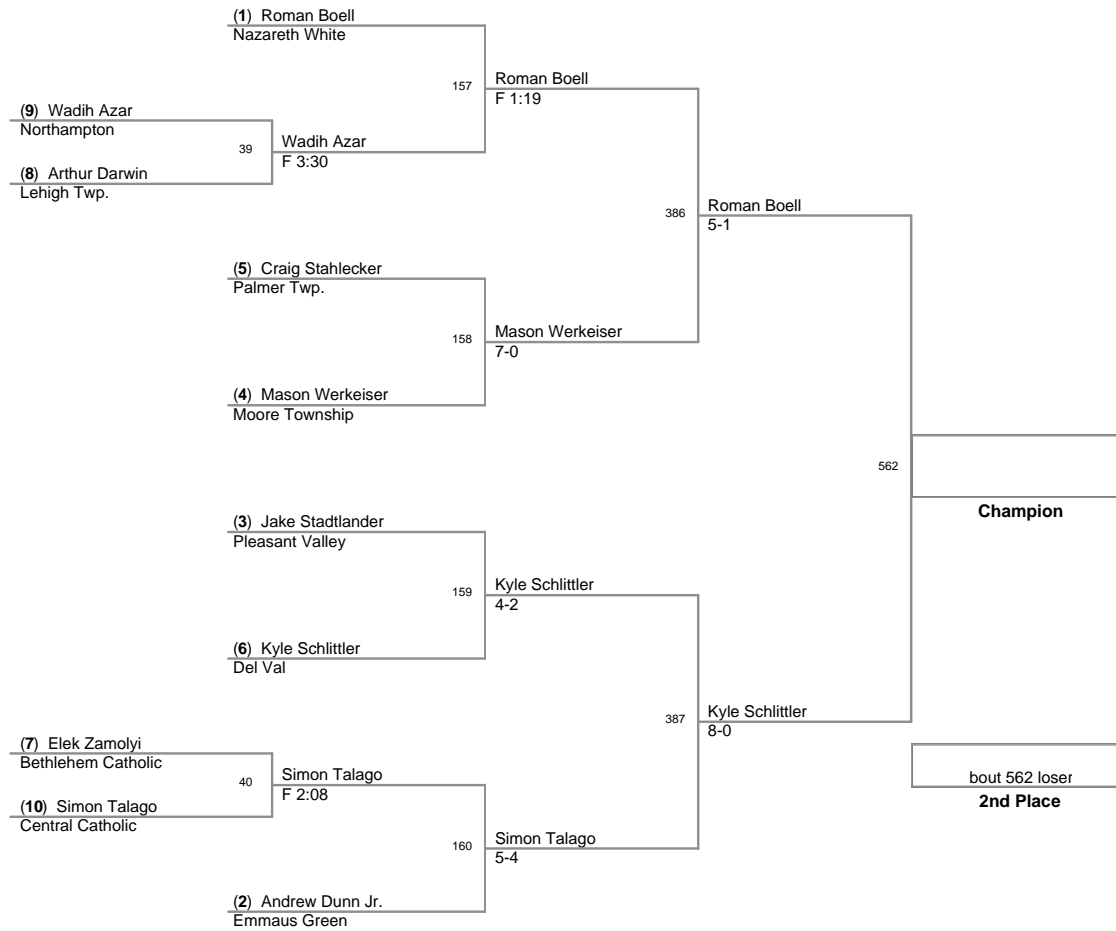 (1) Roman Boell
Nazareth White
157
Roman Boell
F 1:19
(9) Wadih Azar
Northampton
39
Wadih Azar
F 3:30
(8) Arthur Darwin
Lehigh Twp.
386
Roman Boell
5-1
(5) Craig Stahlecker
Palmer Twp.
158
Mason Werkeiser
7-0
(4) Mason Werkeiser
Moore Township
562
Champion
(3) Jake Stadtlander
Pleasant Valley
159
Kyle Schlittler
4-2
(6) Kyle Schlittler
Del Val
387
Kyle Schlittler
8-0
(7) Elek Zamolyi
Bethlehem Catholic
40
Simon Talago
F 2:08
(10) Simon Talago
Central Catholic
bout 562 loser
2nd Place
160
Simon Talago
5-4
(2) Andrew Dunn Jr.
Emmaus Green